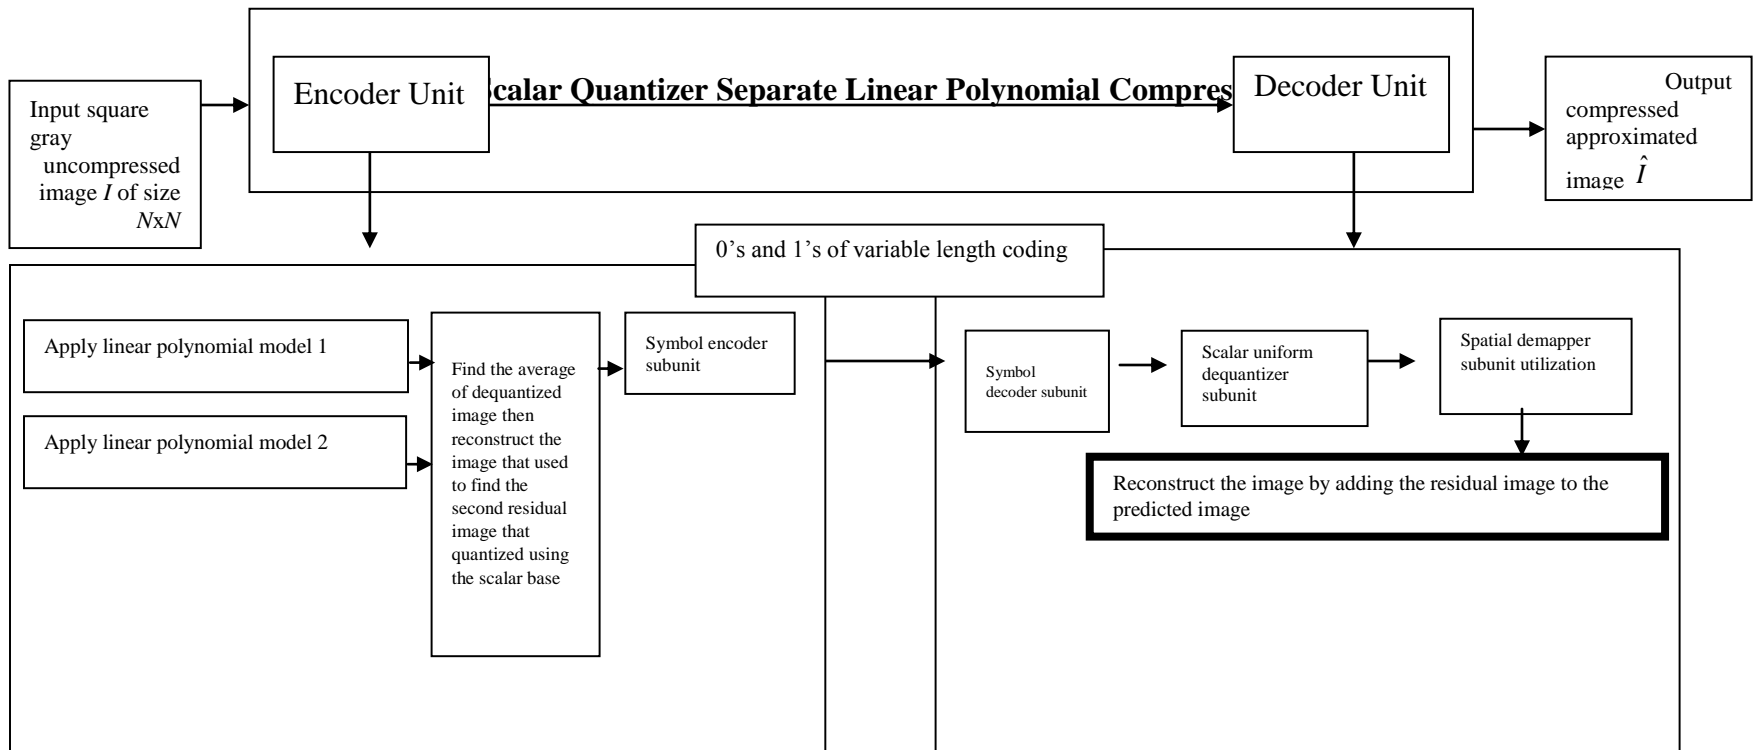 Input square
gray
uncompressed
image I of size
NxN
Encoder Unit
Scalar Quantizer Separate Linear Polynomial Compres
Decoder Unit
Output
compressed
approximated
image Î
0's and 1's of variable length coding
Apply linear polynomial model 1
Apply linear polynomial model 2
Find the average
of dequantized
image then
reconstruct the
image that used
to find the
second residual
image that
quantized using
the scalar base
Symbol encoder
subunit
Symbol
decoder subunit
Scalar uniform
dequantizer
subunit
Spatial demapper
subunit utilization
Reconstruct the image by adding the residual image to the
predicted image